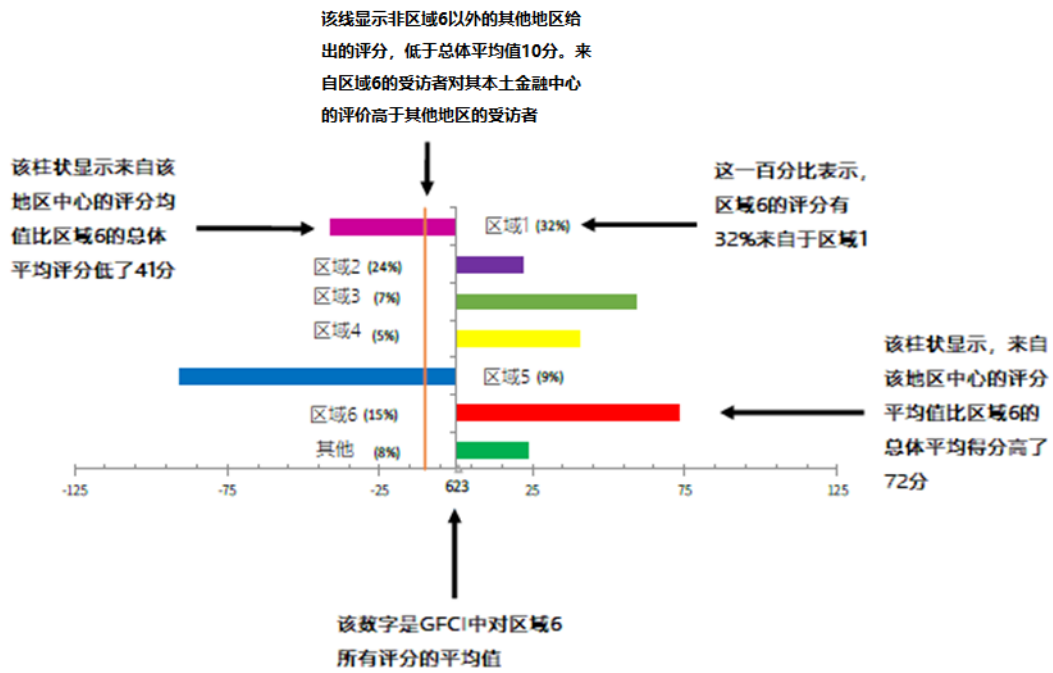 该线显示非区域6以外的其他地区给
出的评分，低于总体平均值10分。来
自区域6的受访者对其本土金融中心
的评价高于其他地区的受访者
该柱状显示来自该
地区中心的评分均
值比区域6的总体
平均评分低了41分
这一百分比表示，
区域6的评分有
32%来自于区域1
区域1 (32%)
区域2 (24%)
区域3 (7%)
区域4 (5%)
区域5 (9%)
区域6 (15%)
其他 (8%)
该柱状显示，来自
该地区中心的评分
平均值比区域6的
总体平均得分高了
72分
-125 -75 -25 623 25 75 125
该数字是GFCI中对区域6
所有评分的平均值